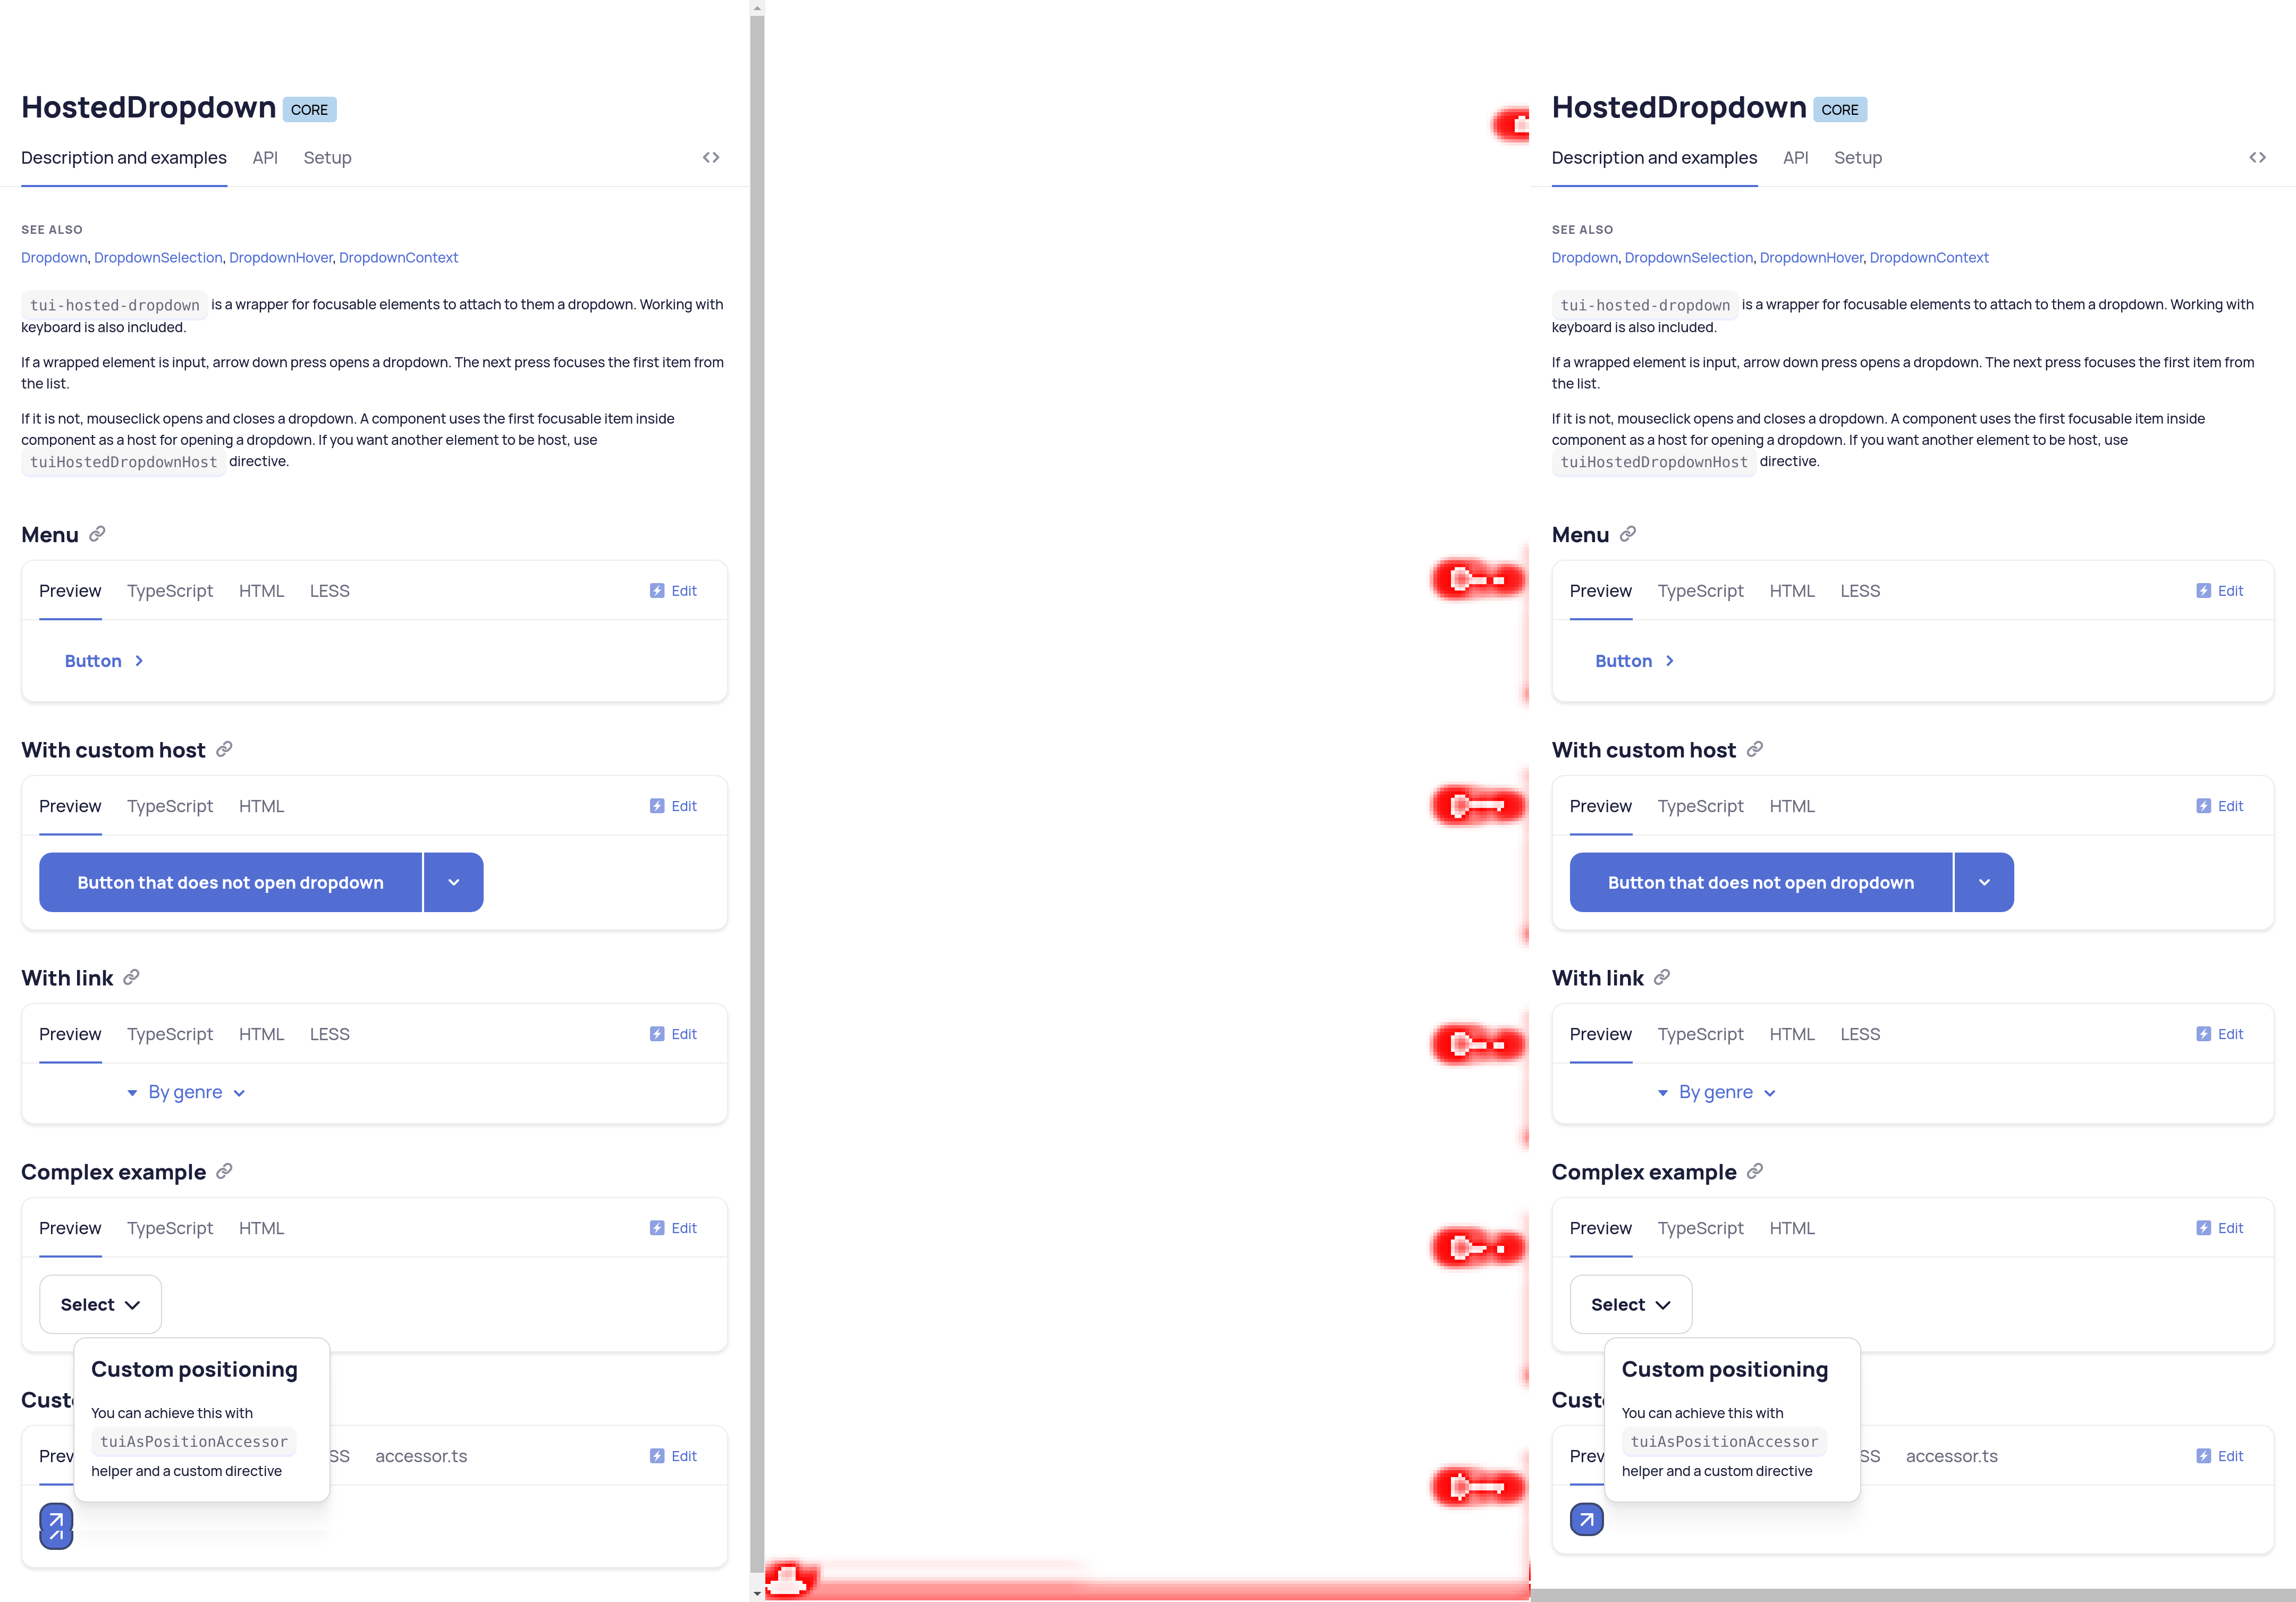 HostedDropdown CORE
Description and examples API Setup
SEE ALSO
Dropdown, DropdownSelection, DropdownHover, DropdownContext
tui-hosted-dropdown is a wrapper for focusable elements to attach to them a dropdown. Working with
keyboard is also included.
If a wrapped element is input, arrow down press opens a dropdown. The next press focuses the first item from
the list.
If it is not, mouseclick opens and closes a dropdown. A component uses the first focusable item inside
component as a host for opening a dropdown. If you want another element to be host, use
tuiHostedDropdownHost directive.
Menu
Preview TypeScript HTML LESS Edit
Button
With custom host
Preview TypeScript HTML Edit
Button that does not open dropdown
With link
Preview TypeScript HTML LESS Edit
By genre
Complex example
Preview TypeScript HTML Edit
Select
Custom positioning
You can achieve this with
tuiAsPositionAccessor
helper and a custom directive
accessor.ts Edit
HostedDropdown CORE
Description and examples API Setup
SEE ALSO
Dropdown, DropdownSelection, DropdownHover, DropdownContext
tui-hosted-dropdown is a wrapper for focusable elements to attach to them a dropdown. Working with
keyboard is also included.
If a wrapped element is input, arrow down press opens a dropdown. The next press focuses the first item from
the list.
If it is not, mouseclick opens and closes a dropdown. A component uses the first focusable item inside
component as a host for opening a dropdown. If you want another element to be host, use
tuiHostedDropdownHost directive.
Menu
Preview TypeScript HTML LESS Edit
Button
With custom host
Preview TypeScript HTML Edit
Button that does not open dropdown
With link
Preview TypeScript HTML LESS Edit
By genre
Complex example
Preview TypeScript HTML Edit
Select
Custom positioning
You can achieve this with
tuiAsPositionAccessor
helper and a custom directive
accessor.ts Edit